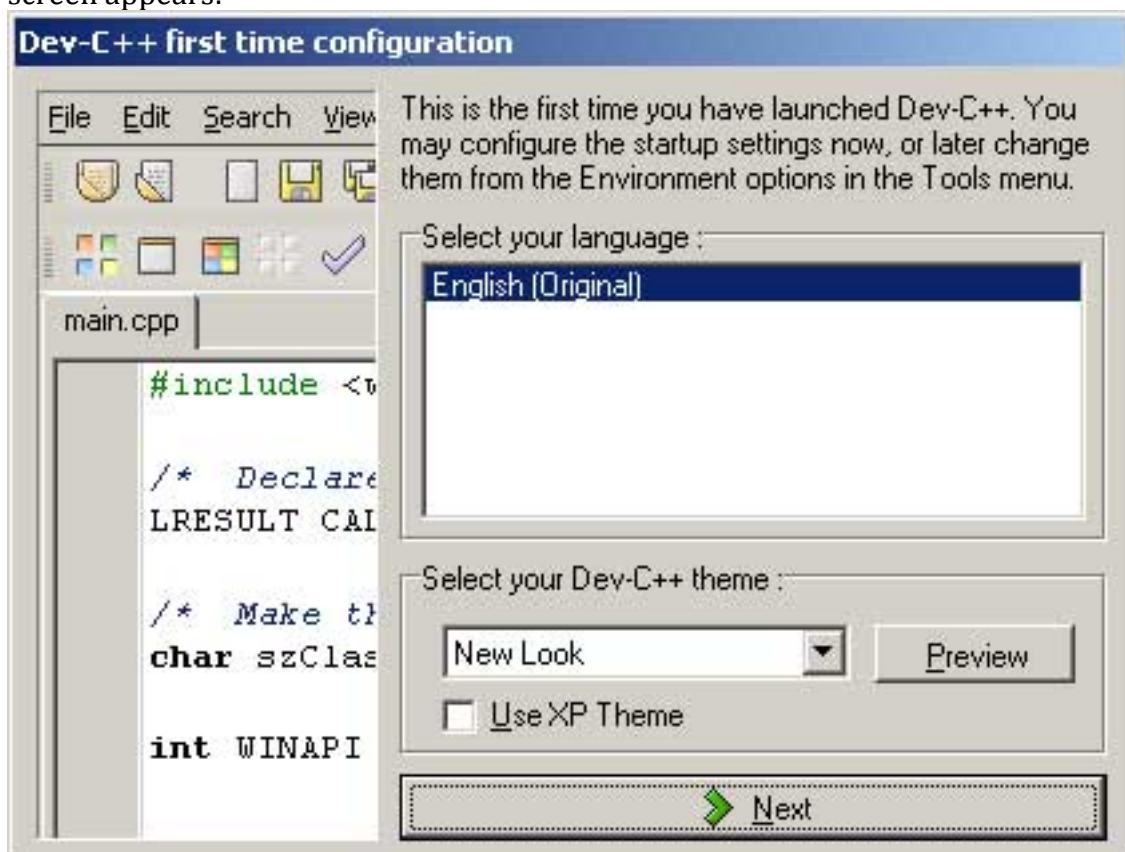 screen appears.
Dev-C++ first time configuration
File Edit Search View
main.cpp
#include
/* Declare
LRESULT CAL
/* Make th
char szClas
int WINAPI
This is the first time you have launched Dev-C++. You
may configure the startup settings now, or later change
them from the Environment options in the Tools menu.
Select your language :
English (Original)
Select your Dev-C++ theme :
New Look
Preview
Use XP Theme
Next